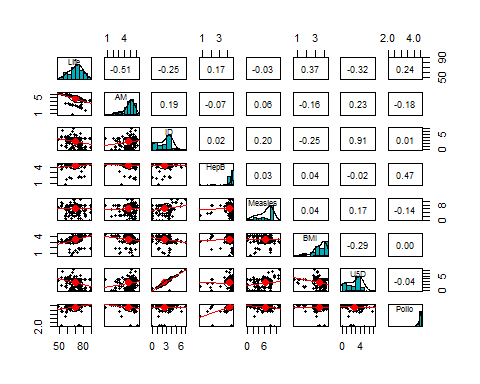 1 4 1 3 1 3 2.0 4.0
Life -0.51 -0.25 0.17 -0.03 0.37 -0.32 0.24 50 90
1 5 AM 0.19 -0.07 0.06 -0.16 0.23 -0.18
ID 0.02 0.20 -0.25 0.91 0.01 0 5
1 4 HepB 0.03 0.04 -0.02 0.47
Measles 0.04 0.17 -0.14 0 8
1 4 BMI -0.29 0.00
U5D -0.04 0 5
2.0 Polio
50 80 0 3 6 0 6 0 4